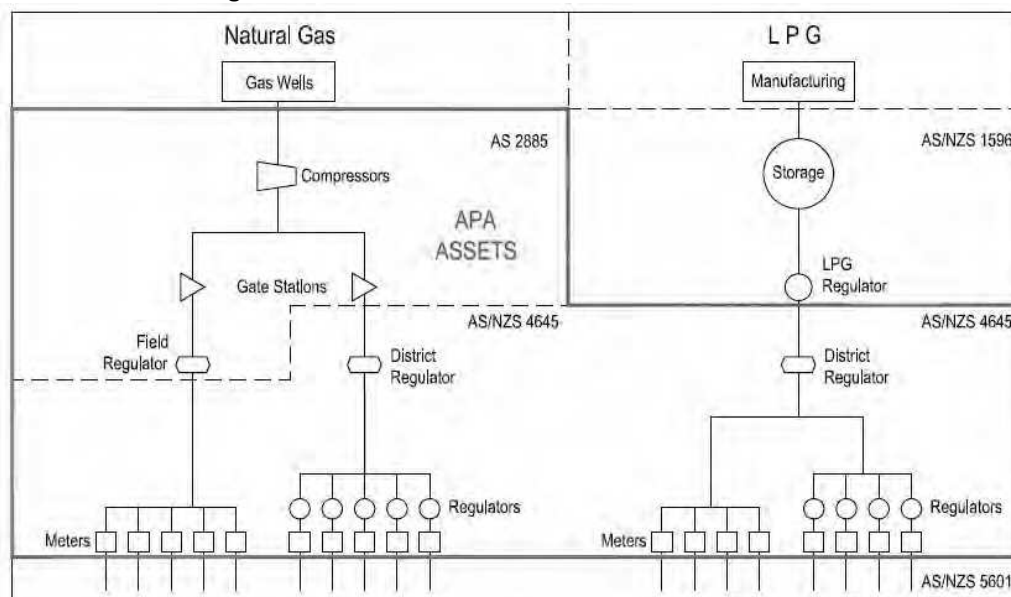 Natural Gas
L P G
Gas Wells
Manufacturing
AS 2885
AS/NZS 1596
Compressors
Storage
APA
ASSETS
Gate Stations
LPG
Regulator
AS/NZS 4645
AS/NZS 4645
Field
Regulator
District
Regulator
District
Regulator
Regulators
Regulators
Meters
Meters
AS/NZS 5601